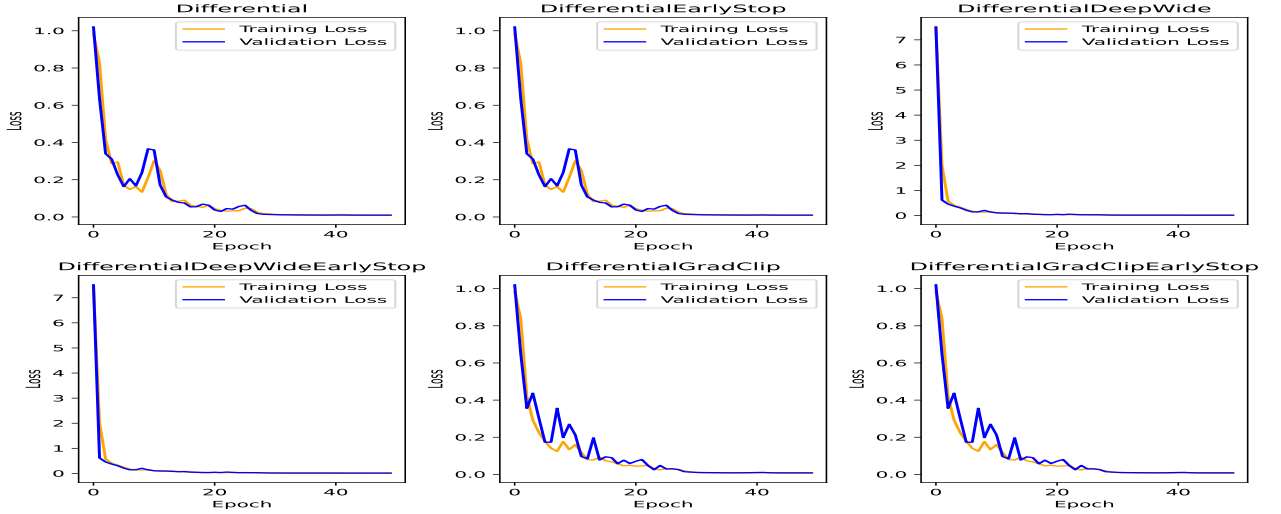 Differential
Training Loss
Validation Loss
1.0
0.8
0.6
0.4
0.2
0.0
Loss
0
20
40
Epoch
DifferentialEarlyStop
Training Loss
Validation Loss
1.0
0.8
0.6
0.4
0.2
0.0
Loss
0
20
40
Epoch
DifferentialDeepWide
Training Loss
Validation Loss
7
6
5
4
3
2
1
0
Loss
0
20
40
Epoch
DifferentialDeepWideEarlyStop
Training Loss
Validation Loss
7
6
5
4
3
2
1
0
Loss
0
20
40
Epoch
DifferentialGradClip
Training Loss
Validation Loss
1.0
0.8
0.6
0.4
0.2
0.0
Loss
0
20
40
Epoch
DifferentialGradClipEarlyStop
Training Loss
Validation Loss
1.0
0.8
0.6
0.4
0.2
0.0
Loss
0
20
40
Epoch